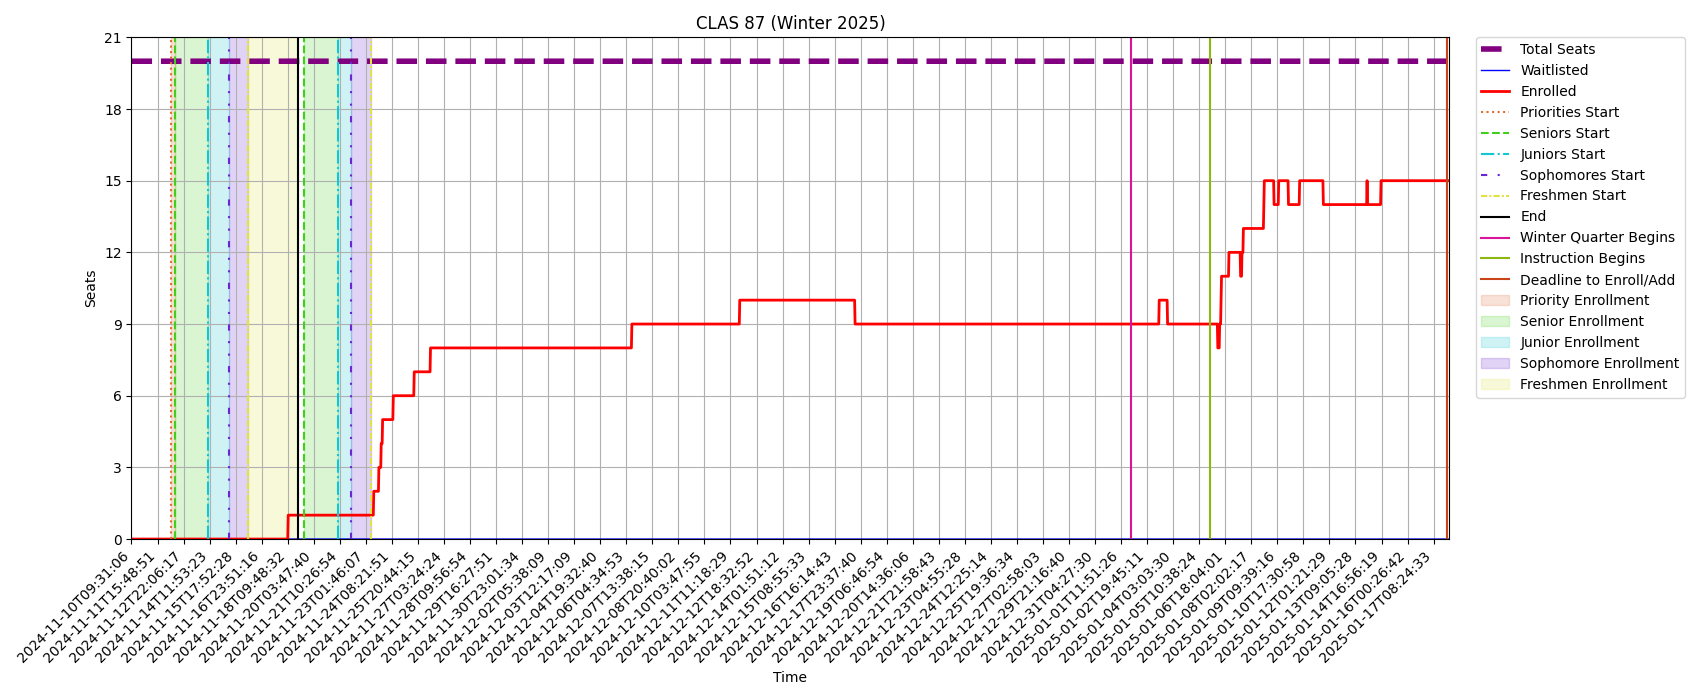 CLAS 87 (Winter 2025)
21
18
15
12
9
6
3
0
Seats
2024-11-10T09:31:06
2024-11-11T15:48:51
2024-11-12T22:06:17
2024-11-14T11:53:23
2024-11-15T17:52:28
2024-11-16T23:51:16
2024-11-18T09:48:32
2024-11-20T03:47:40
2024-11-21T10:26:54
2024-11-23T01:46:07
2024-11-24T08:21:51
2024-11-25T20:44:15
2024-11-27T03:24:24
2024-11-28T09:56:54
2024-11-29T16:27:51
2024-11-30T23:01:34
2024-12-02T05:38:09
2024-12-03T12:17:09
2024-12-04T19:32:40
2024-12-06T04:34:53
2024-12-07T13:38:15
2024-12-08T20:40:02
2024-12-10T03:47:55
2024-12-11T11:18:29
2024-12-12T18:32:52
2024-12-14T14:51:12
2024-12-15T08:55:33
2024-12-16T16:14:43
2024-12-17T23:37:40
2024-12-19T06:46:54
2024-12-20T14:36:06
2024-12-21T21:58:43
2024-12-23T04:55:28
2024-12-24T12:25:14
2024-12-25T19:36:34
2024-12-27T02:58:03
2024-12-29T21:16:40
2024-12-31T04:27:30
2025-01-01T11:51:26
2025-01-02T19:45:11
2025-01-04T03:03:30
2025-01-05T10:38:24
2025-01-06T18:04:01
2025-01-08T02:02:17
2025-01-09T09:39:16
2025-01-10T17:30:58
2025-01-12T01:21:29
2025-01-13T09:05:28
2025-01-14T16:56:19
2025-01-16T00:26:42
2025-01-17T08:24:33
Time
Total Seats
Waitlisted
Enrolled
Priorities Start
Seniors Start
Juniors Start
Sophomores Start
Freshmen Start
End
Winter Quarter Begins
Instruction Begins
Deadline to Enroll/Add
Priority Enrollment
Senior Enrollment
Junior Enrollment
Sophomore Enrollment
Freshmen Enrollment